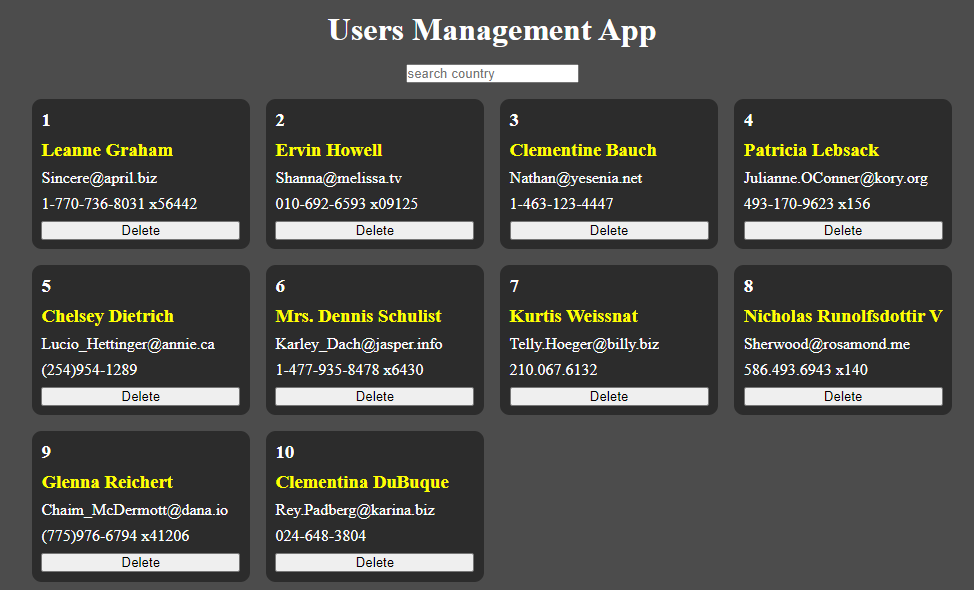 Users Management App
search country
1
Leanne Graham
Sincere@april.biz
1-770-736-8031 x56442
Delete
2
Ervin Howell
Shanna@melissa.tv
010-692-6593 x09125
Delete
3
Clementine Bauch
Nathan@yesenia.net
1-463-123-4447
Delete
4
Patricia Lebsack
Julianne.OConner@kory.org
493-170-9623 x156
Delete
5
Chelsey Dietrich
Lucio_Hettinger@annie.ca
(254)954-1289
Delete
6
Mrs. Dennis Schulist
Karley_Dach@jasper.info
1-477-935-8478 x6430
Delete
7
Kurtis Weissnat
Telly.Hoeger@billy.biz
210.067.6132
Delete
8
Nicholas Runolfsdottir V
Sherwood@rosamond.me
586.493.6943 x140
Delete
9
Glenna Reichert
Chaim_McDermott@dana.io
(775)976-6794 x41206
Delete
10
Clementina DuBuque
Rey.Padberg@karina.biz
024-648-3804
Delete